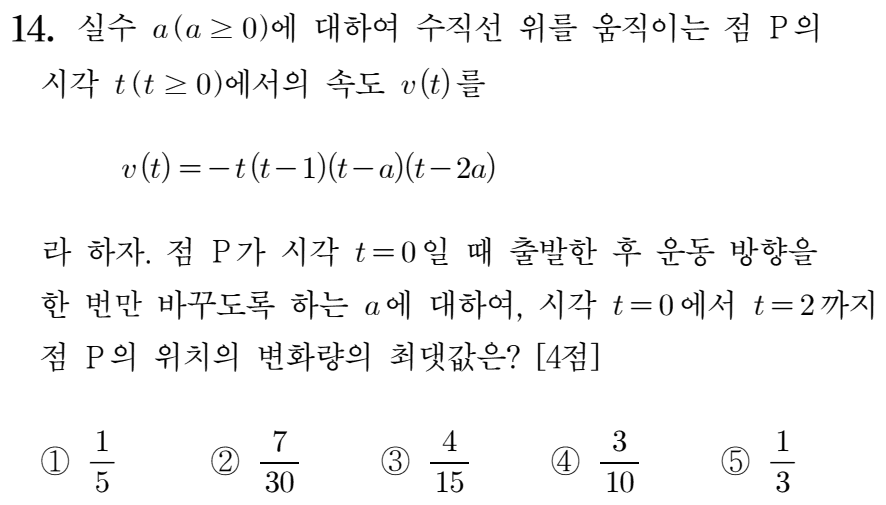 14. 실수 a(a ≥ 0)에 대하여 수직선 위를 움직이는 점 P의
시각 t(t ≥ 0)에서의 속도 v(t)를
v(t) = -t(t-1)(t-a)(t-2a)
라 하자. 점 P가 시각 t=0일 때 출발한 후 운동 방향을
한 번만 바꾸도록 하는 a에 대하여, 시각 t=0에서 t=2까지
점 P의 위치의 변화량의 최댓값은? [4점]
① 1/5 ② 7/30 ③ 4/15 ④ 3/10 ⑤ 1/3